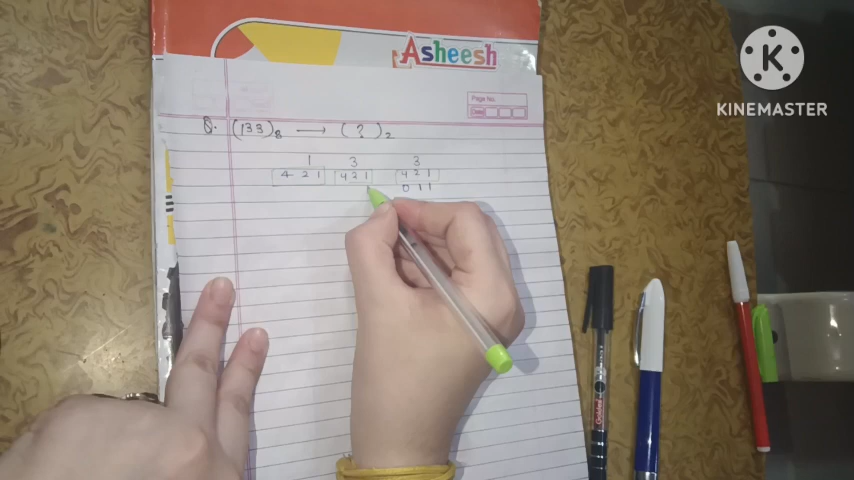 Asheesh
KINEMASTER
Page No.
Date
Q. (133)₈ → (?)₂
1 3 3
4 2 1 4 2 1 4 2 1
0 1 1